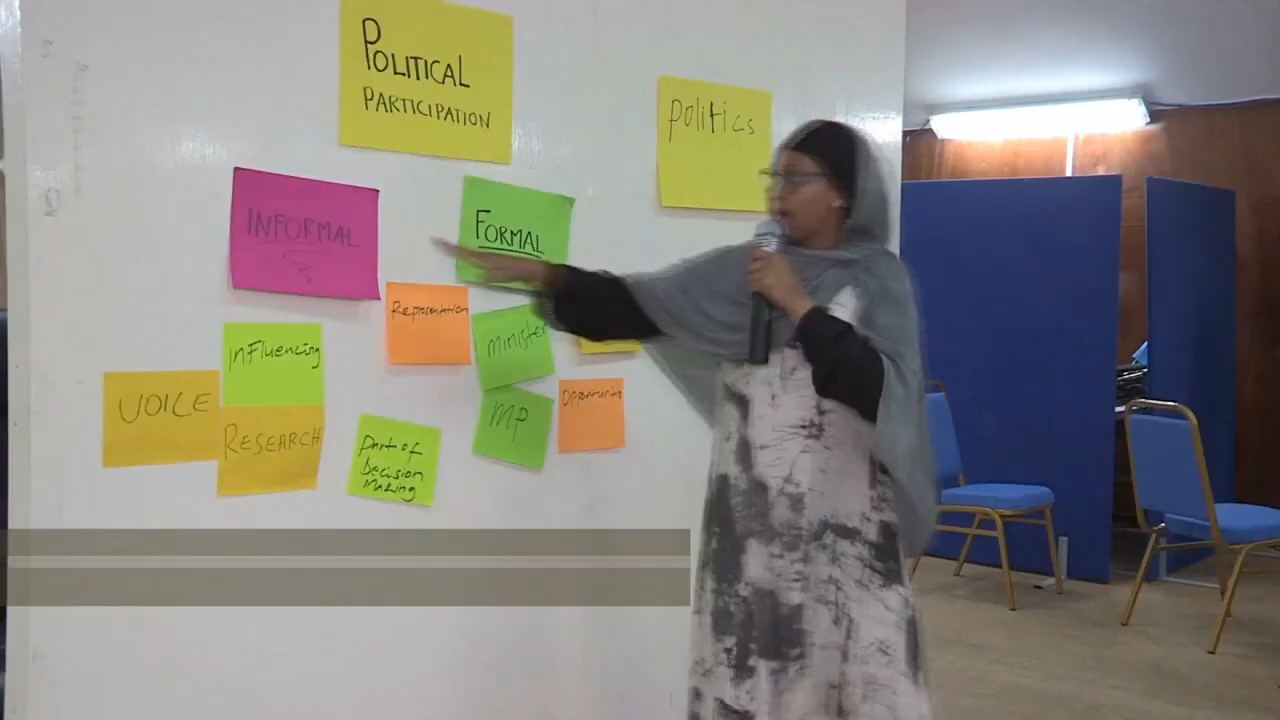 POLITICAL
PARTICIPATION
politics
INFORMAL
FORMAL
Representation
Minister
influencing
VOICE
RESEARCH
MP
Opportunity
Part of
Decision
Making